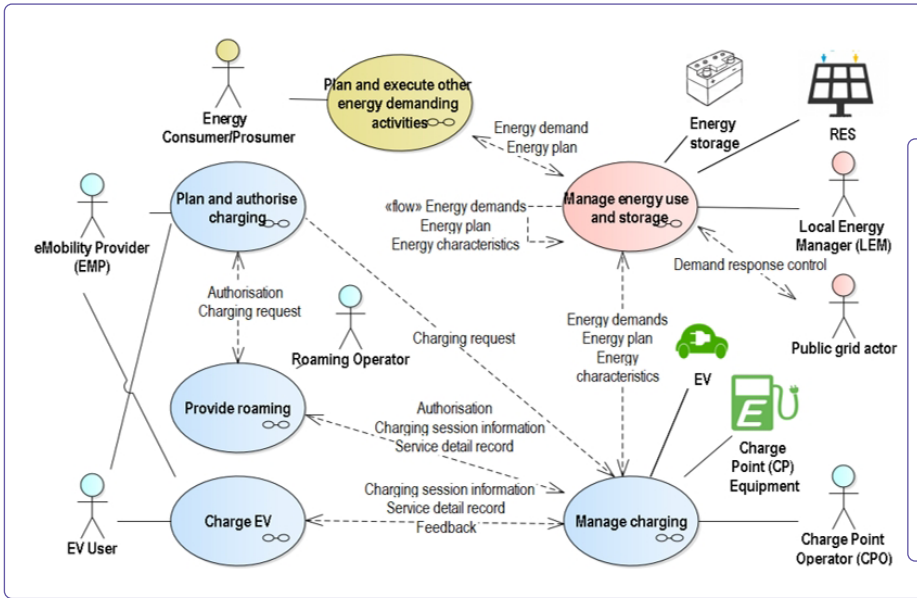 Plan and execute other
energy demanding
activities
Energy
Consumer/Prosumer
Energy demand
Energy plan
Energy
storage
RES
Plan and authorise
charging
eMobility Provider
(EMP)
«flow» Energy demands
Energy plan
Energy characteristics
Manage energy use
and storage
Local Energy
Manager (LEM)
Demand response control
Authorisation
Charging request
Roaming Operator
Charging request
Energy demands
Energy plan
Energy
characteristics
EV
Public grid actor
Provide roaming
Authorisation
Charging session information
Service detail record
E
Charge
Point (CP)
Equipment
EV User
Charge EV
Charging session information
Service detail record
Feedback
Manage charging
Charge Point
Operator (CPO)